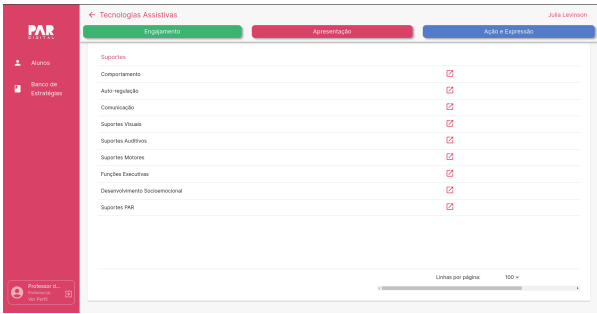 PAR
DIGITAL
Alunos
Banco de
Estratégias
Professor d...
Preferencial
Ver Perfil
← Tecnologias Assistivas
Julia Levinson
Engajamento
Apresentação
Ação e Expressão
Suportes
Comportamento
Auto-regulação
Comunicação
Suportes Visuais
Suportes Auditivos
Suportes Motores
Funções Executivas
Desenvolvimento Socioemocional
Suportes PAR
Linhas por página: 100